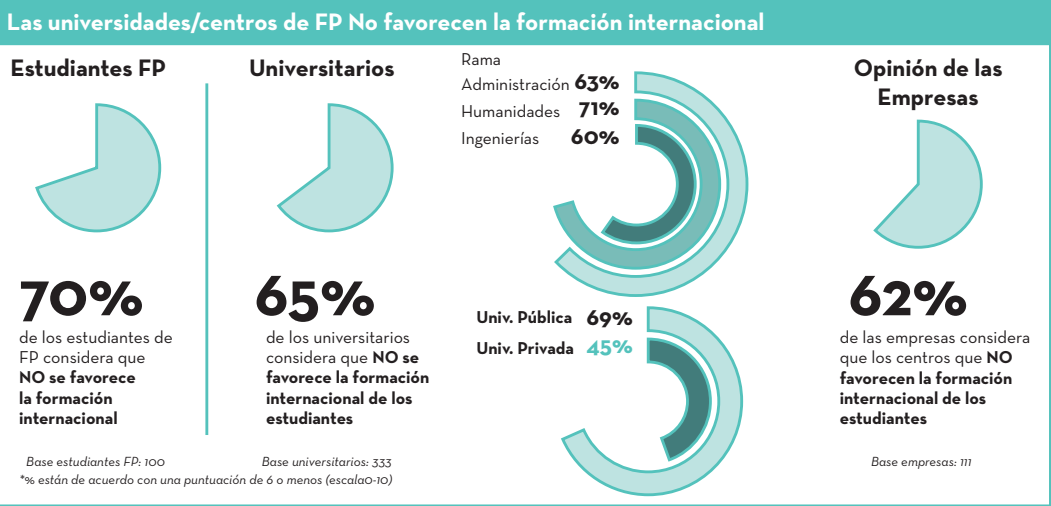 Las universidades/centros de FP No favorecen la formación internacional
Estudiantes FP
70%
de los estudiantes de
FP considera que
NO se favorece
la formación
internacional
Base estudiantes FP: 100
Universitarios
65%
de los universitarios
considera que NO se
favorece la formación
internacional de los
estudiantes
Base universitarios: 333
*% están de acuerdo con una puntuación de 6 o menos (escala0-10)
Rama
Administración 63%
Humanidades 71%
Ingenierías 60%
Univ. Pública 69%
Univ. Privada 45%
Opinión de las
Empresas
62%
de las empresas considera
que los centros que NO
favorecen la formación
internacional de los
estudiantes
Base empresas: 111